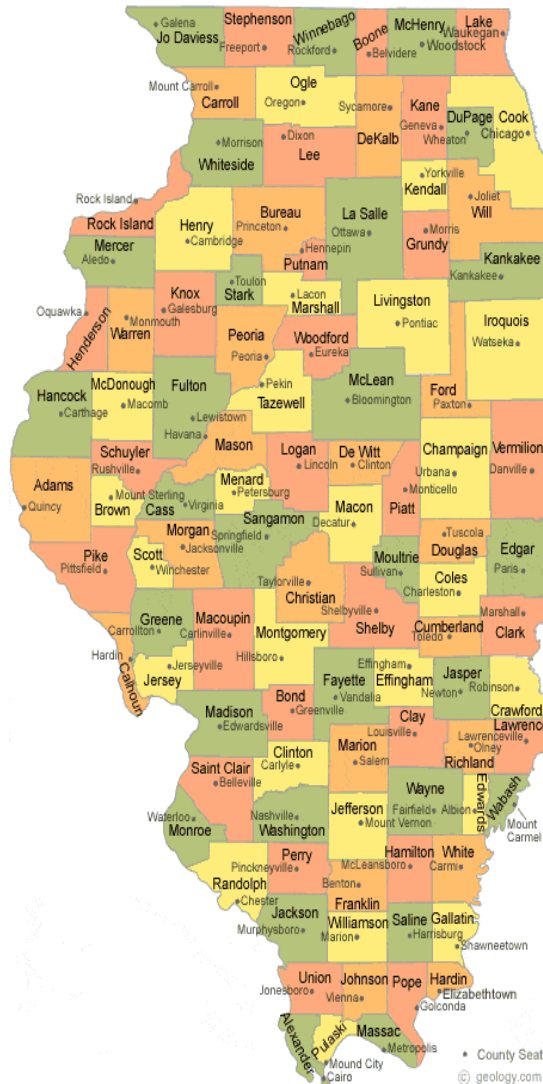 Galena
Jo Daviess
Stephenson
Freeport
Winnebago
Rockford
Boone
Belvidere
McHenry
Woodstock
Lake
Waukegan
Mount Carroll
Carroll
Ogle
Oregon
Sycamore
DeKalb
Kane
Geneva
DuPage
Wheaton
Cook
Chicago
Morrison
Whiteside
Dixon
Lee
Yorkville
Kendall
Joliet
Will
Rock Island
Rock Island
Henry
Cambridge
Bureau
Princeton
La Salle
Ottawa
Morris
Grundy
Mercer
Aledo
Hennepin
Putnam
Kankakee
Kankakee
Oquawka
Henderson
Warren
Monmouth
Knox
Galesburg
Toulon
Stark
Lacon
Marshall
Livingston
Pontiac
Iroquois
Watseka
Peoria
Peoria
Woodford
Eureka
Hancock
Carthage
McDonough
Macomb
Fulton
Lewistown
Havana
Pekin
Tazewell
McLean
Bloomington
Ford
Paxton
Mason
Schuyler
Rushville
Logan
Lincoln
De Witt
Clinton
Champaign
Urbana
Vermilion
Danville
Adams
Quincy
Mount Sterling
Brown
Cass
Virginia
Menard
Petersburg
Monticello
Piatt
Macon
Decatur
Sangamon
Springfield
Morgan
Jacksonville
Scott
Winchester
Pike
Pittsfield
Tuscola
Douglas
Edgar
Paris
Moultrie
Sullivan
Coles
Charleston
Taylorville
Christian
Shelbyville
Shelby
Cumberland
Toledo
Marshall
Clark
Greene
Carrollton
Macoupin
Carlinville
Montgomery
Hillsboro
Hardin
Calhoun
Jerseyville
Jersey
Fayette
Vandalia
Effingham
Effingham
Jasper
Newton
Robinson
Crawford
Madison
Edwardsville
Bond
Greenville
Clay
Louisville
Lawrence
Lawrenceville
Olney
Richland
Clinton
Carlyle
Marion
Salem
Saint Clair
Belleville
Wayne
Fairfield
Albion
Edwards
Wabash
Mount
Carmel
Waterloo
Monroe
Nashville
Washington
Jefferson
Mount Vernon
Randolph
Chester
Perry
Pinckneyville
Hamilton
McLeansboro
White
Carmi
Benton
Franklin
Jackson
Murphysboro
Williamson
Marion
Saline
Harrisburg
Gallatin
Shawneetown
Union
Jonesboro
Johnson
Vienna
Pope
Golconda
Hardin
Elizabethtown
Alexander
Pulaski
Mound City
Cairo
Massac
Metropolis
County Seat
© geology.com